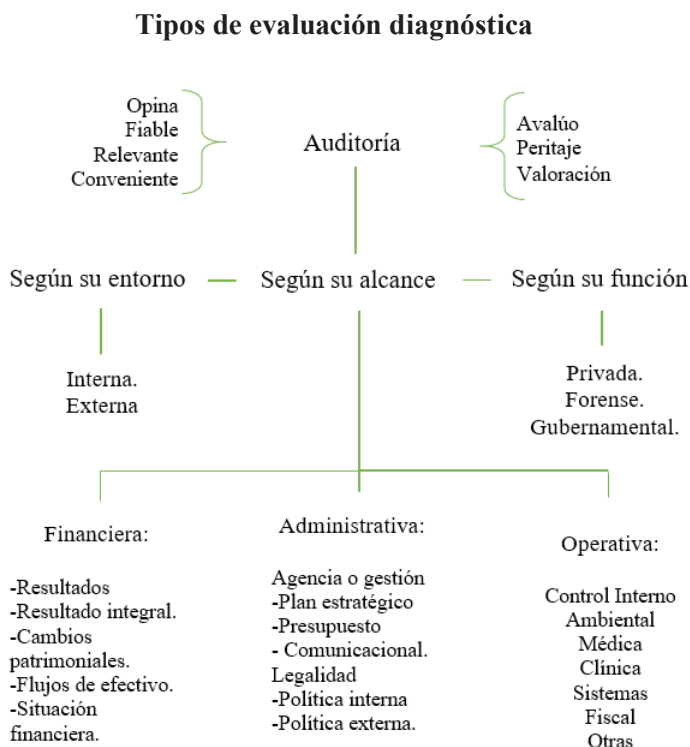 Tipos de evaluación diagnóstica
Opina
Fiable
Relevante
Conveniente
Auditoría
Avalúo
Peritaje
Valoración
Según su entorno
Según su alcance
Según su función
Interna.
Externa
Privada.
Forense.
Gubernamental.
Financiera:
-Resultados
-Resultado integral.
-Cambios
patrimoniales.
-Flujos de efectivo.
-Situación
financiera.
Administrativa:
Agencia o gestión
-Plan estratégico
-Presupuesto
- Comunicacional.
Legalidad
-Política interna
-Política externa.
Operativa:
Control Interno
Ambiental
Médica
Clínica
Sistemas
Fiscal
Otras